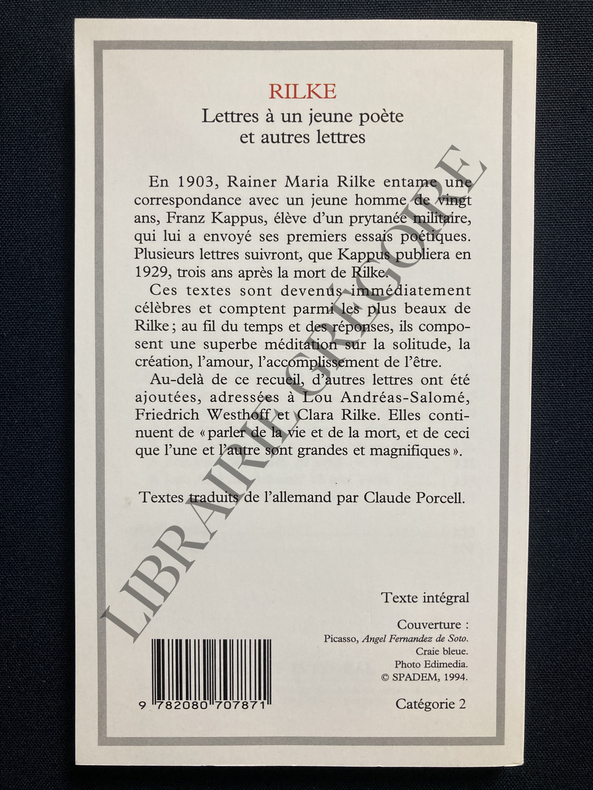 RILKE
Lettres à un jeune poète
et autres lettres
En 1903, Rainer Maria Rilke entame une
correspondance avec un jeune homme de vingt
ans, Franz Kappus, élève d'un prytanée militaire,
qui lui a envoyé ses premiers essais poétiques.
Plusieurs lettres suivront, que Kappus publiera en
1929, trois ans après la mort de Rilke.
Ces textes sont devenus immédiatement
célèbres et comptent parmi les plus beaux de
Rilke ; au fil du temps et des réponses, ils compo-
sent une superbe méditation sur la solitude, la
création, l'amour, l'accomplissement de l'être.
Au-delà de ce recueil, d'autres lettres ont été
ajoutées, adressées à Lou Andréas-Salomé,
Friedrich Westhoff et Clara Rilke. Elles conti-
nuent de « parler de la vie et de la mort, et de ceci
que l'une et l'autre sont grandes et magnifiques ».
Textes traduits de l'allemand par Claude Porcell.
LIBRAIRIE GRÉGOIRE
Texte intégral
Couverture :
Picasso, Angel Fernandez de Soto.
Craie bleue.
Photo Edimedia.
© SPADEM, 1994.
9 782080 707871
Catégorie 2